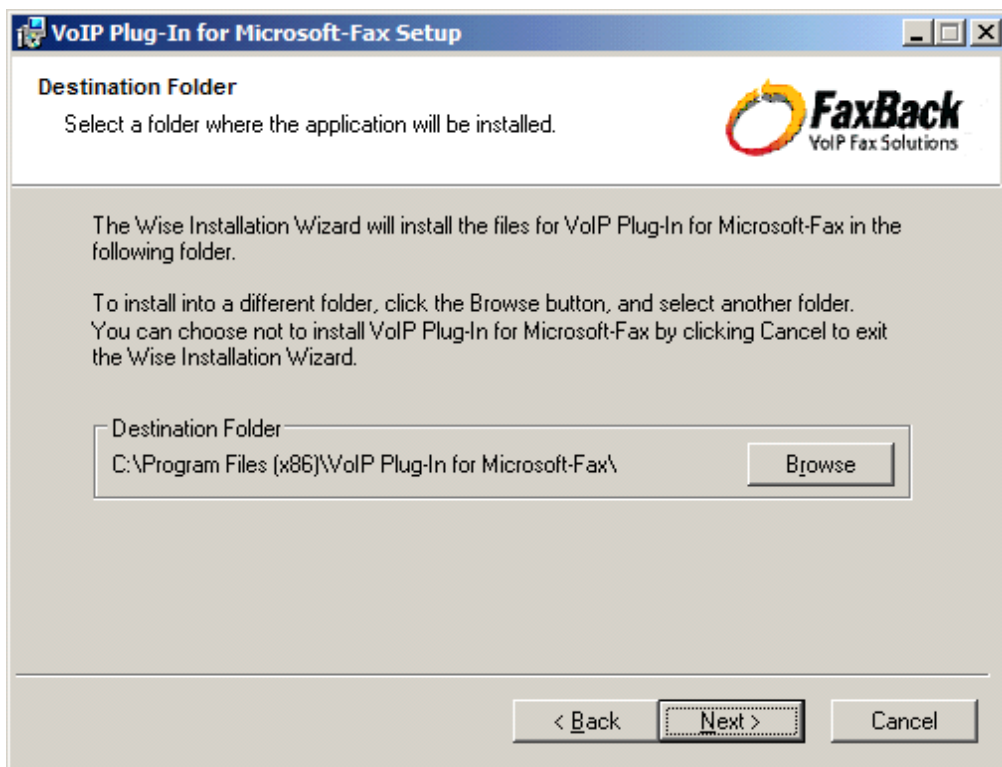 VoIP Plug-In for Microsoft-Fax Setup
Destination Folder
Select a folder where the application will be installed.
FaxBack
VoIP Fax Solutions
The Wise Installation Wizard will install the files for VoIP Plug-In for Microsoft-Fax in the
following folder.
To install into a different folder, click the Browse button, and select another folder.
You can choose not to install VoIP Plug-In for Microsoft-Fax by clicking Cancel to exit
the Wise Installation Wizard.
Destination Folder
C:\Program Files (x86)\VoIP Plug-In for Microsoft-Fax\
Browse
< Back
Next >
Cancel